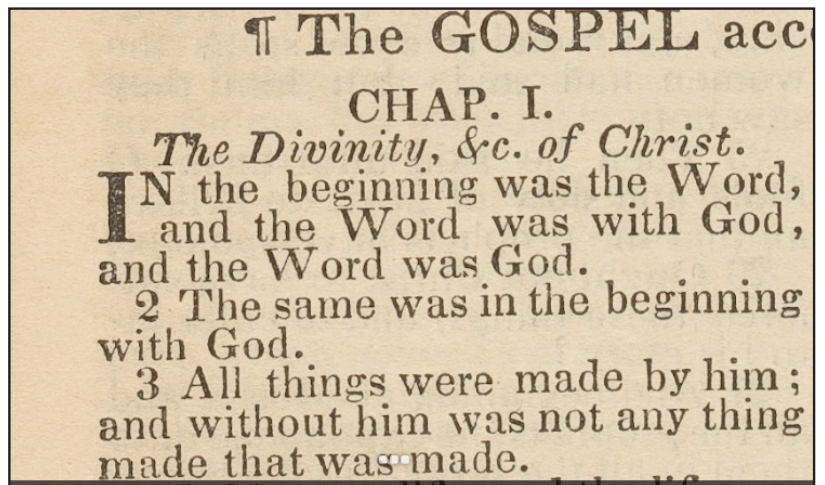 ¶ The GOSPEL acc
CHAP. I.
The Divinity, &c. of Christ.
IN the beginning was the Word,
and the Word was with God,
and the Word was God.
2 The same was in the beginning
with God.
3 All things were made by him;
and without him was not any thing
made that was made.